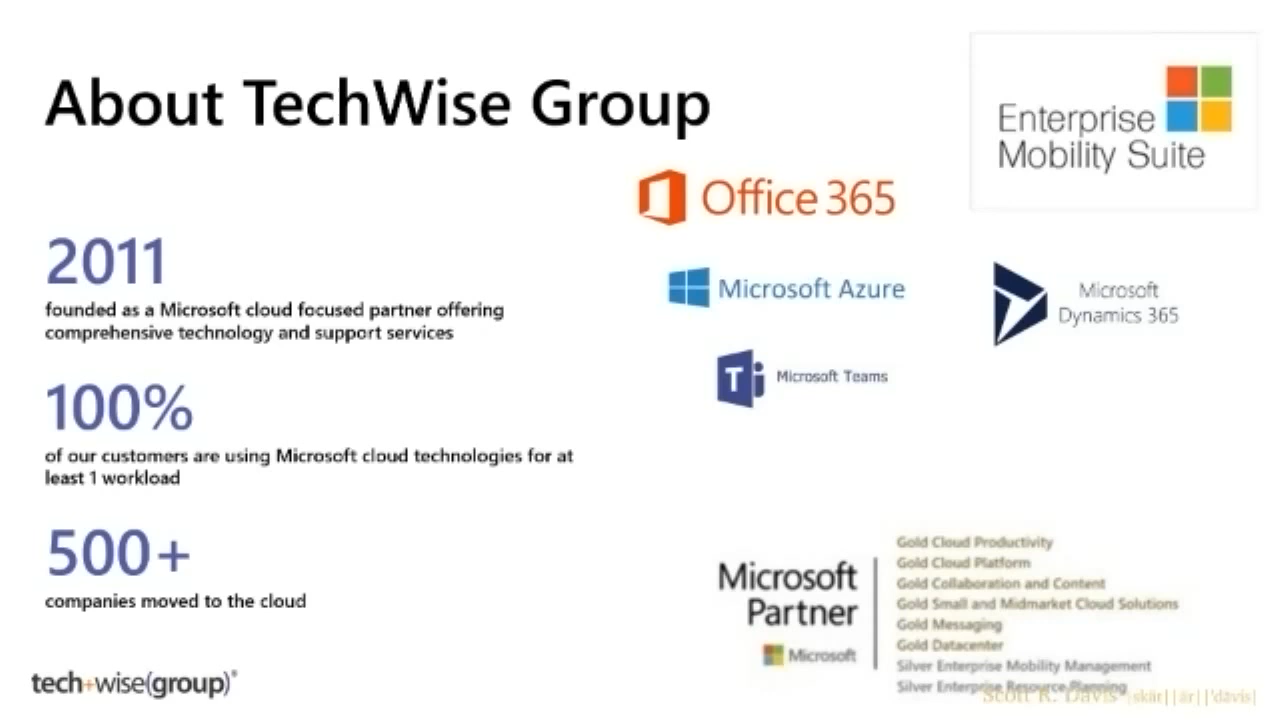 About TechWise Group
Enterprise
Mobility Suite
Office 365
2011
founded as a Microsoft cloud focused partner offering
comprehensive technology and support services
Microsoft Azure
Microsoft
Dynamics 365
Microsoft Teams
100%
of our customers are using Microsoft cloud technologies for at
least 1 workload
500+
companies moved to the cloud
Microsoft
Partner
Microsoft
Gold Cloud Productivity
Gold Cloud Platform
Gold Collaboration and Content
Gold Small and Midmarket Cloud Solutions
Gold Messaging
Gold Datacenter
Silver Enterprise Mobility Management
Silver Enterprise Resource Planning
tech+wise(group)®
Scott R. Davis